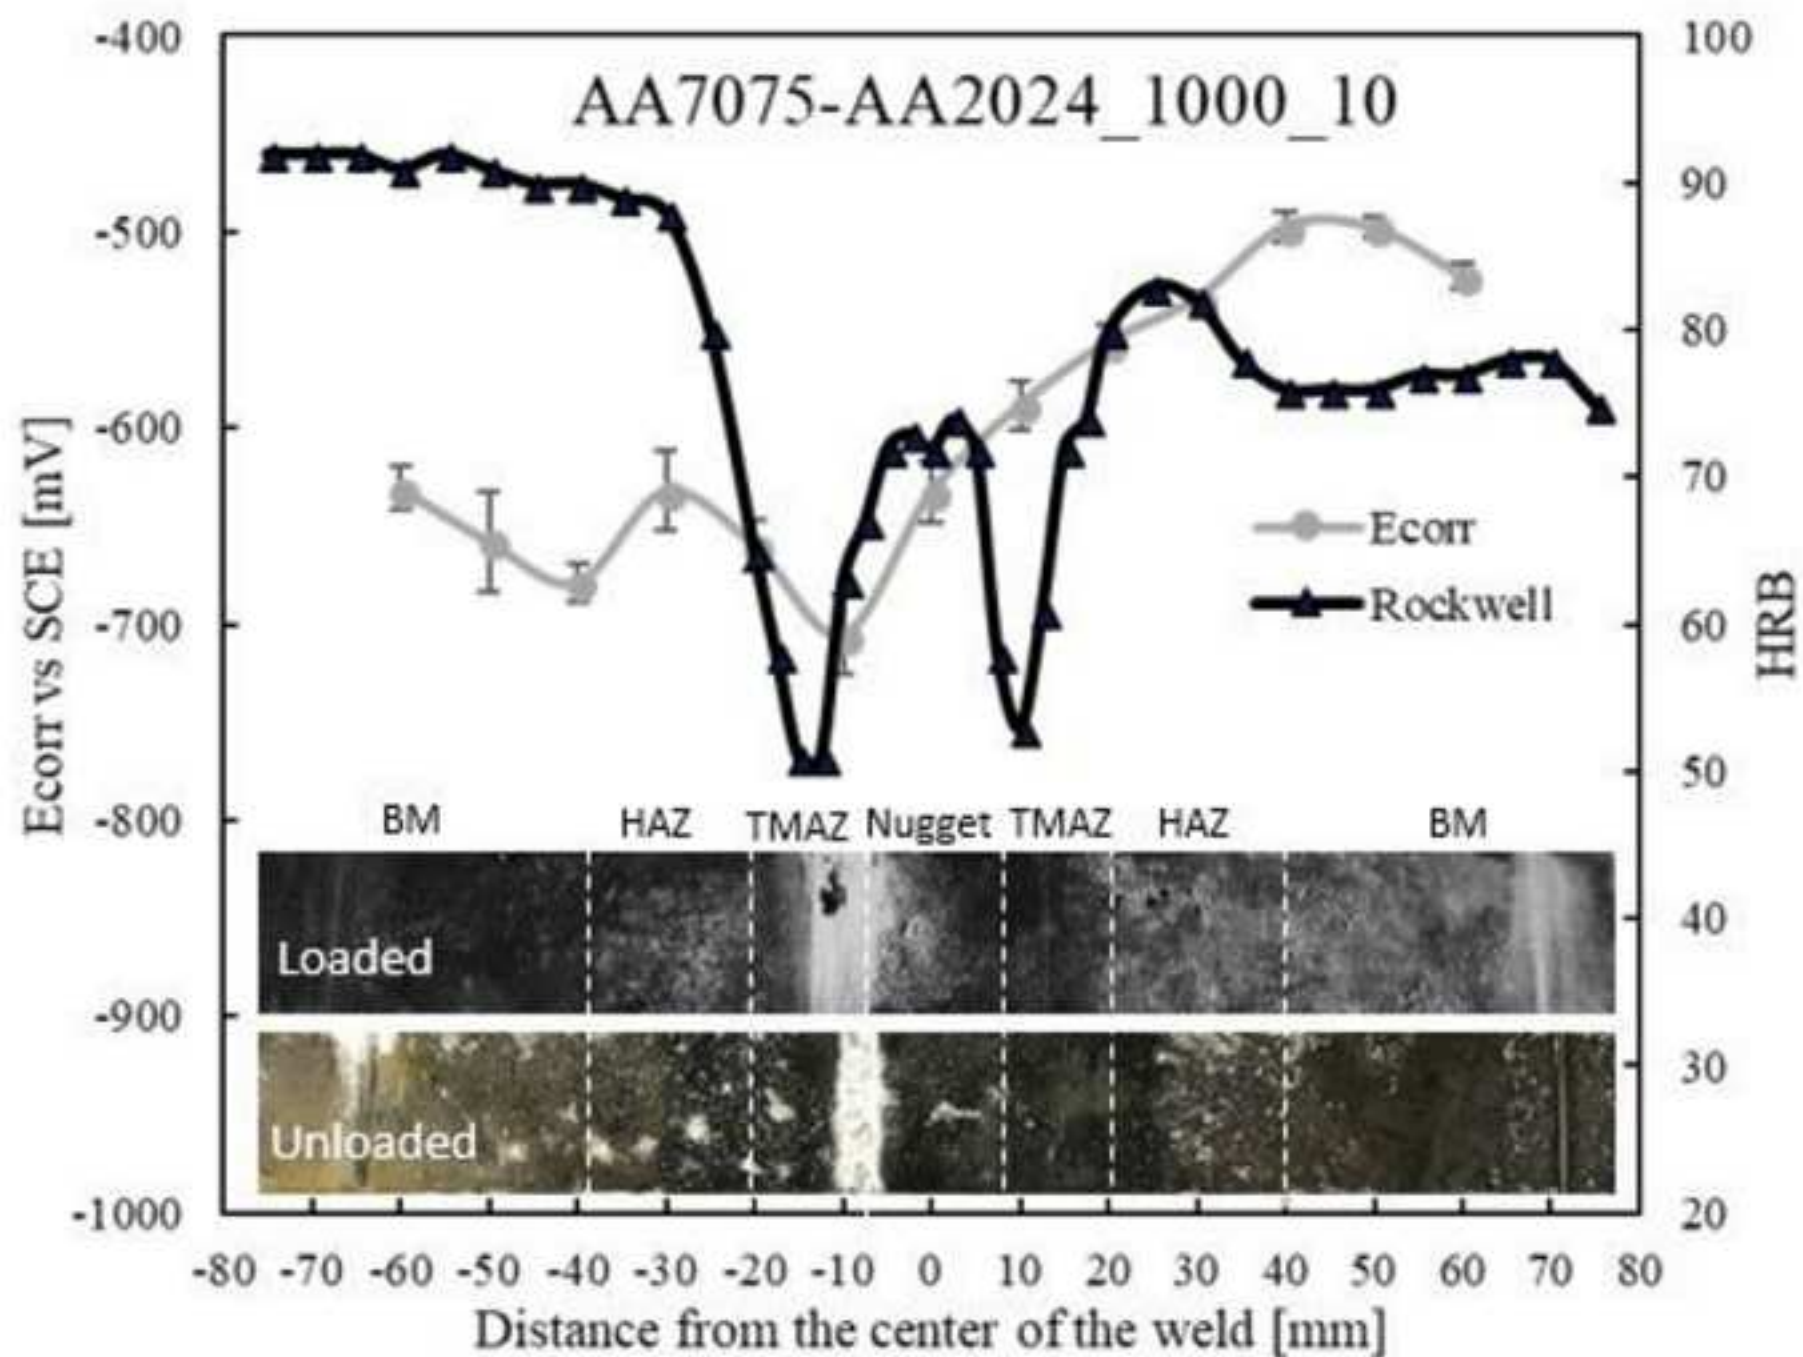 AA7075-AA2024_1000_10
-400
-500
-600
-700
-800
-900
-1000
Ecorr vs SCE [mV]
100
90
80
70
60
50
40
30
20
HRB
Ecorr
Rockwell
BM HAZ TMAZ Nugget TMAZ HAZ BM
Loaded
Unloaded
-80 -70 -60 -50 -40 -30 -20 -10 0 10 20 30 40 50 60 70 80
Distance from the center of the weld [mm]